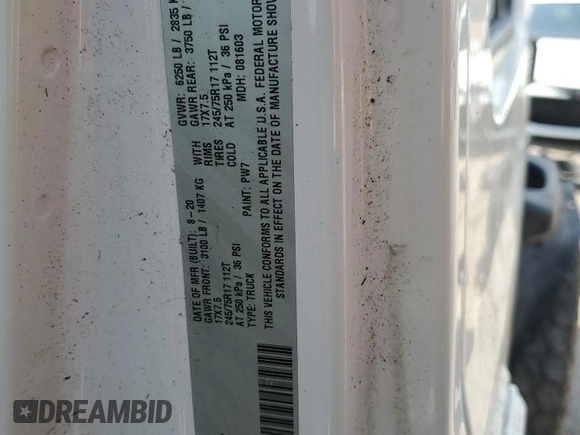 DATE OF MFR (BUILT): 8-20 GVWR: 6250 LB / 2835 K
GAWR FRONT: 3100 LB / 1407 KG WITH GAWR REAR: 3750 LB /
17X7.5 RIMS 17X7.5
245/75R17 112T TIRES 245/75R17 112T
AT 250 kPa / 36 PSI COLD AT 250 kPa / 36 PSI
TYPE: TRUCK PAINT: PW7 MDH: 081603
THIS VEHICLE CONFORMS TO ALL APPLICABLE U.S.A. FEDERAL MOTOR
STANDARDS IN EFFECT ON THE DATE OF MANUFACTURE SHOW
DREAMBID